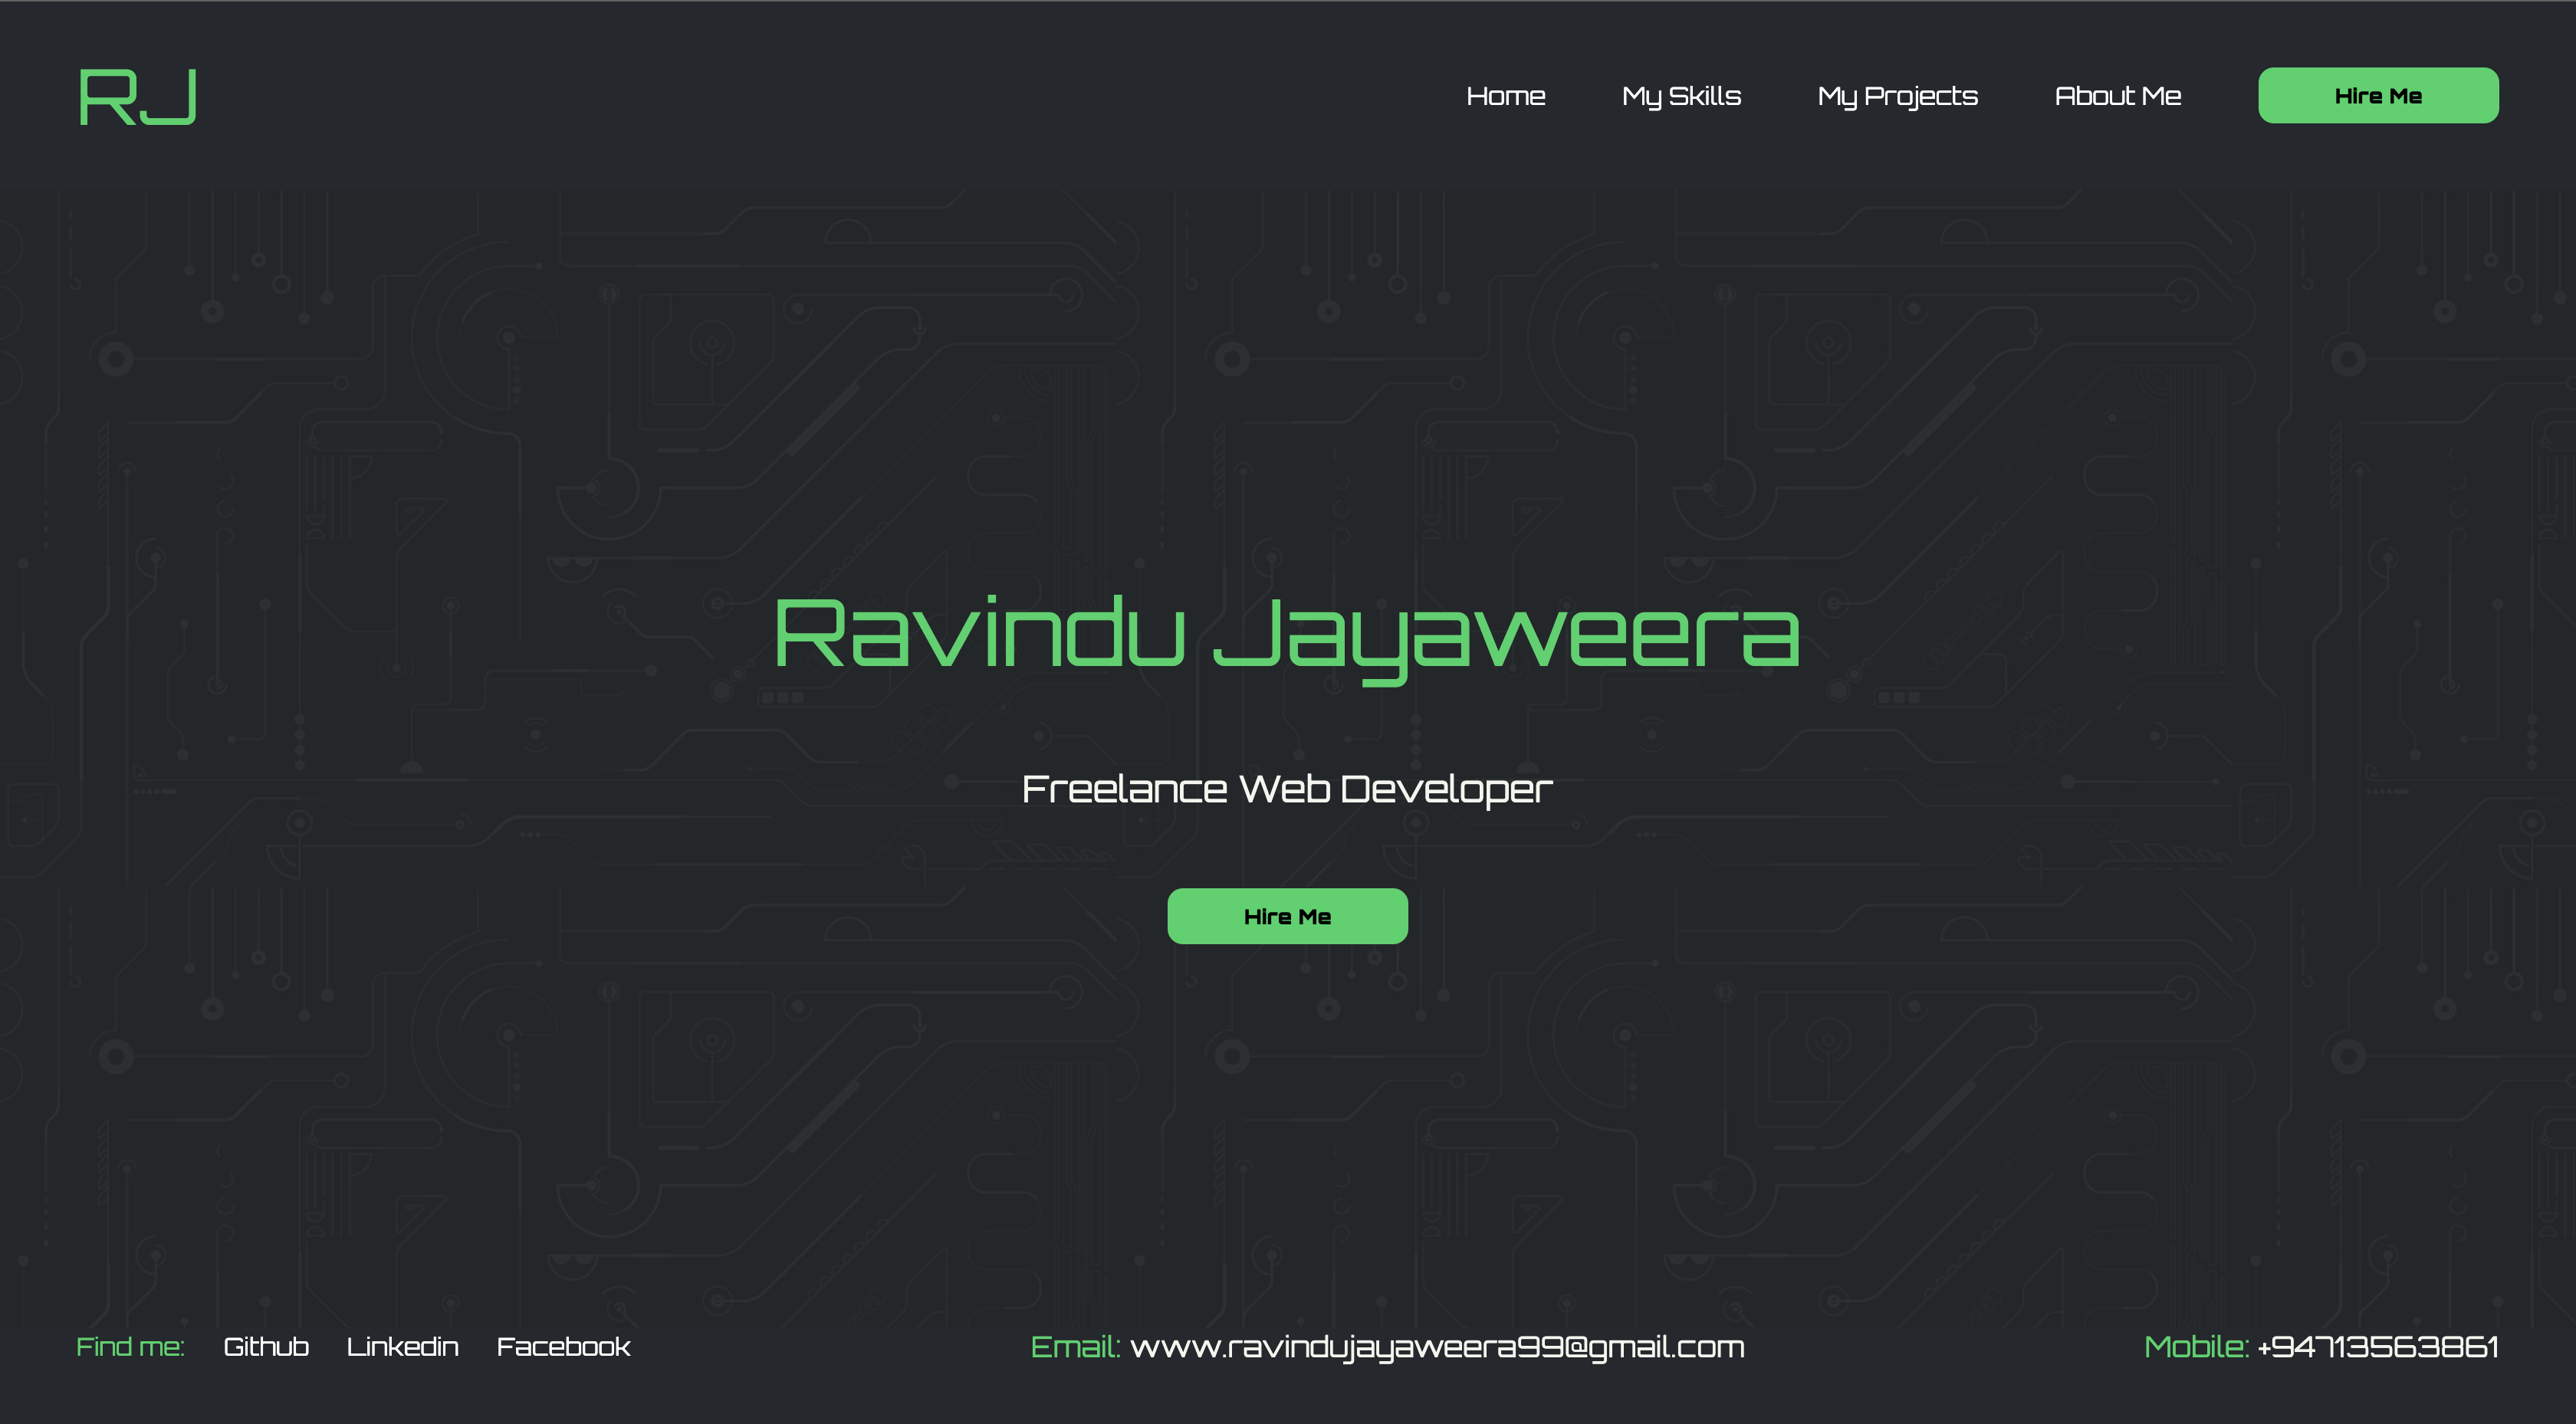 RJ
Home My Skills My Projects About Me Hire Me
Ravindu Jayaweera
Freelance Web Developer
Hire Me
Find me: Github Linkedin Facebook Email: www.ravindujayaweera99@gmail.com Mobile: +94713563861